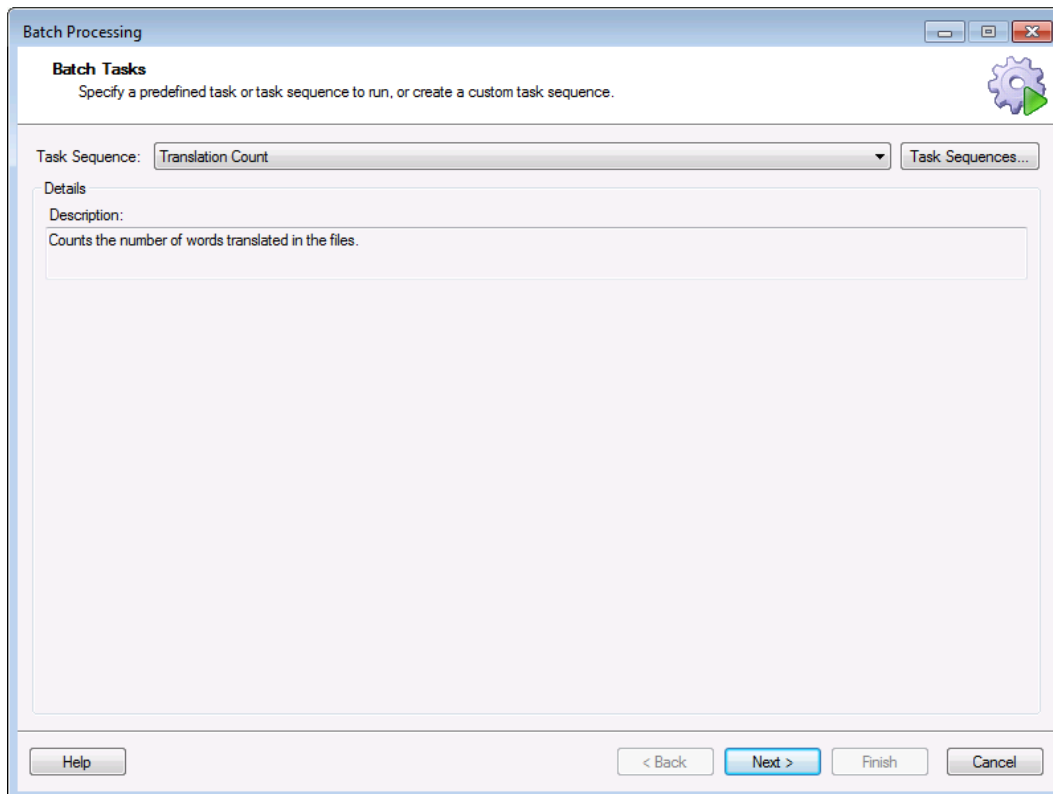 Batch Processing
Batch Tasks
Specify a predefined task or task sequence to run, or create a custom task sequence.
Task Sequence: Translation Count Task Sequences...
Details
Description:
Counts the number of words translated in the files.
Help < Back Next > Finish Cancel